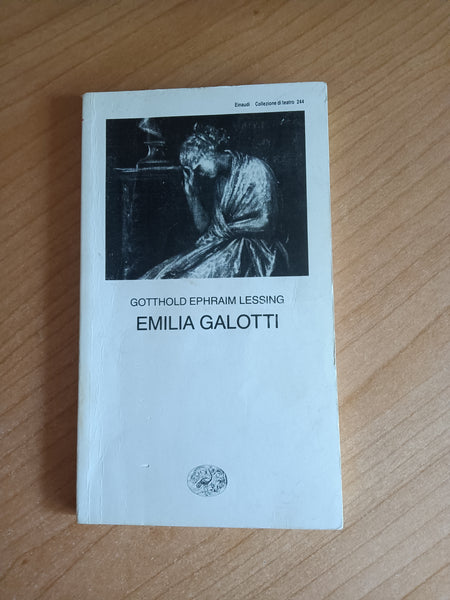 Einaudi Collezione di teatro 244
GOTTHOLD EPHRAIM LESSING
EMILIA GALOTTI